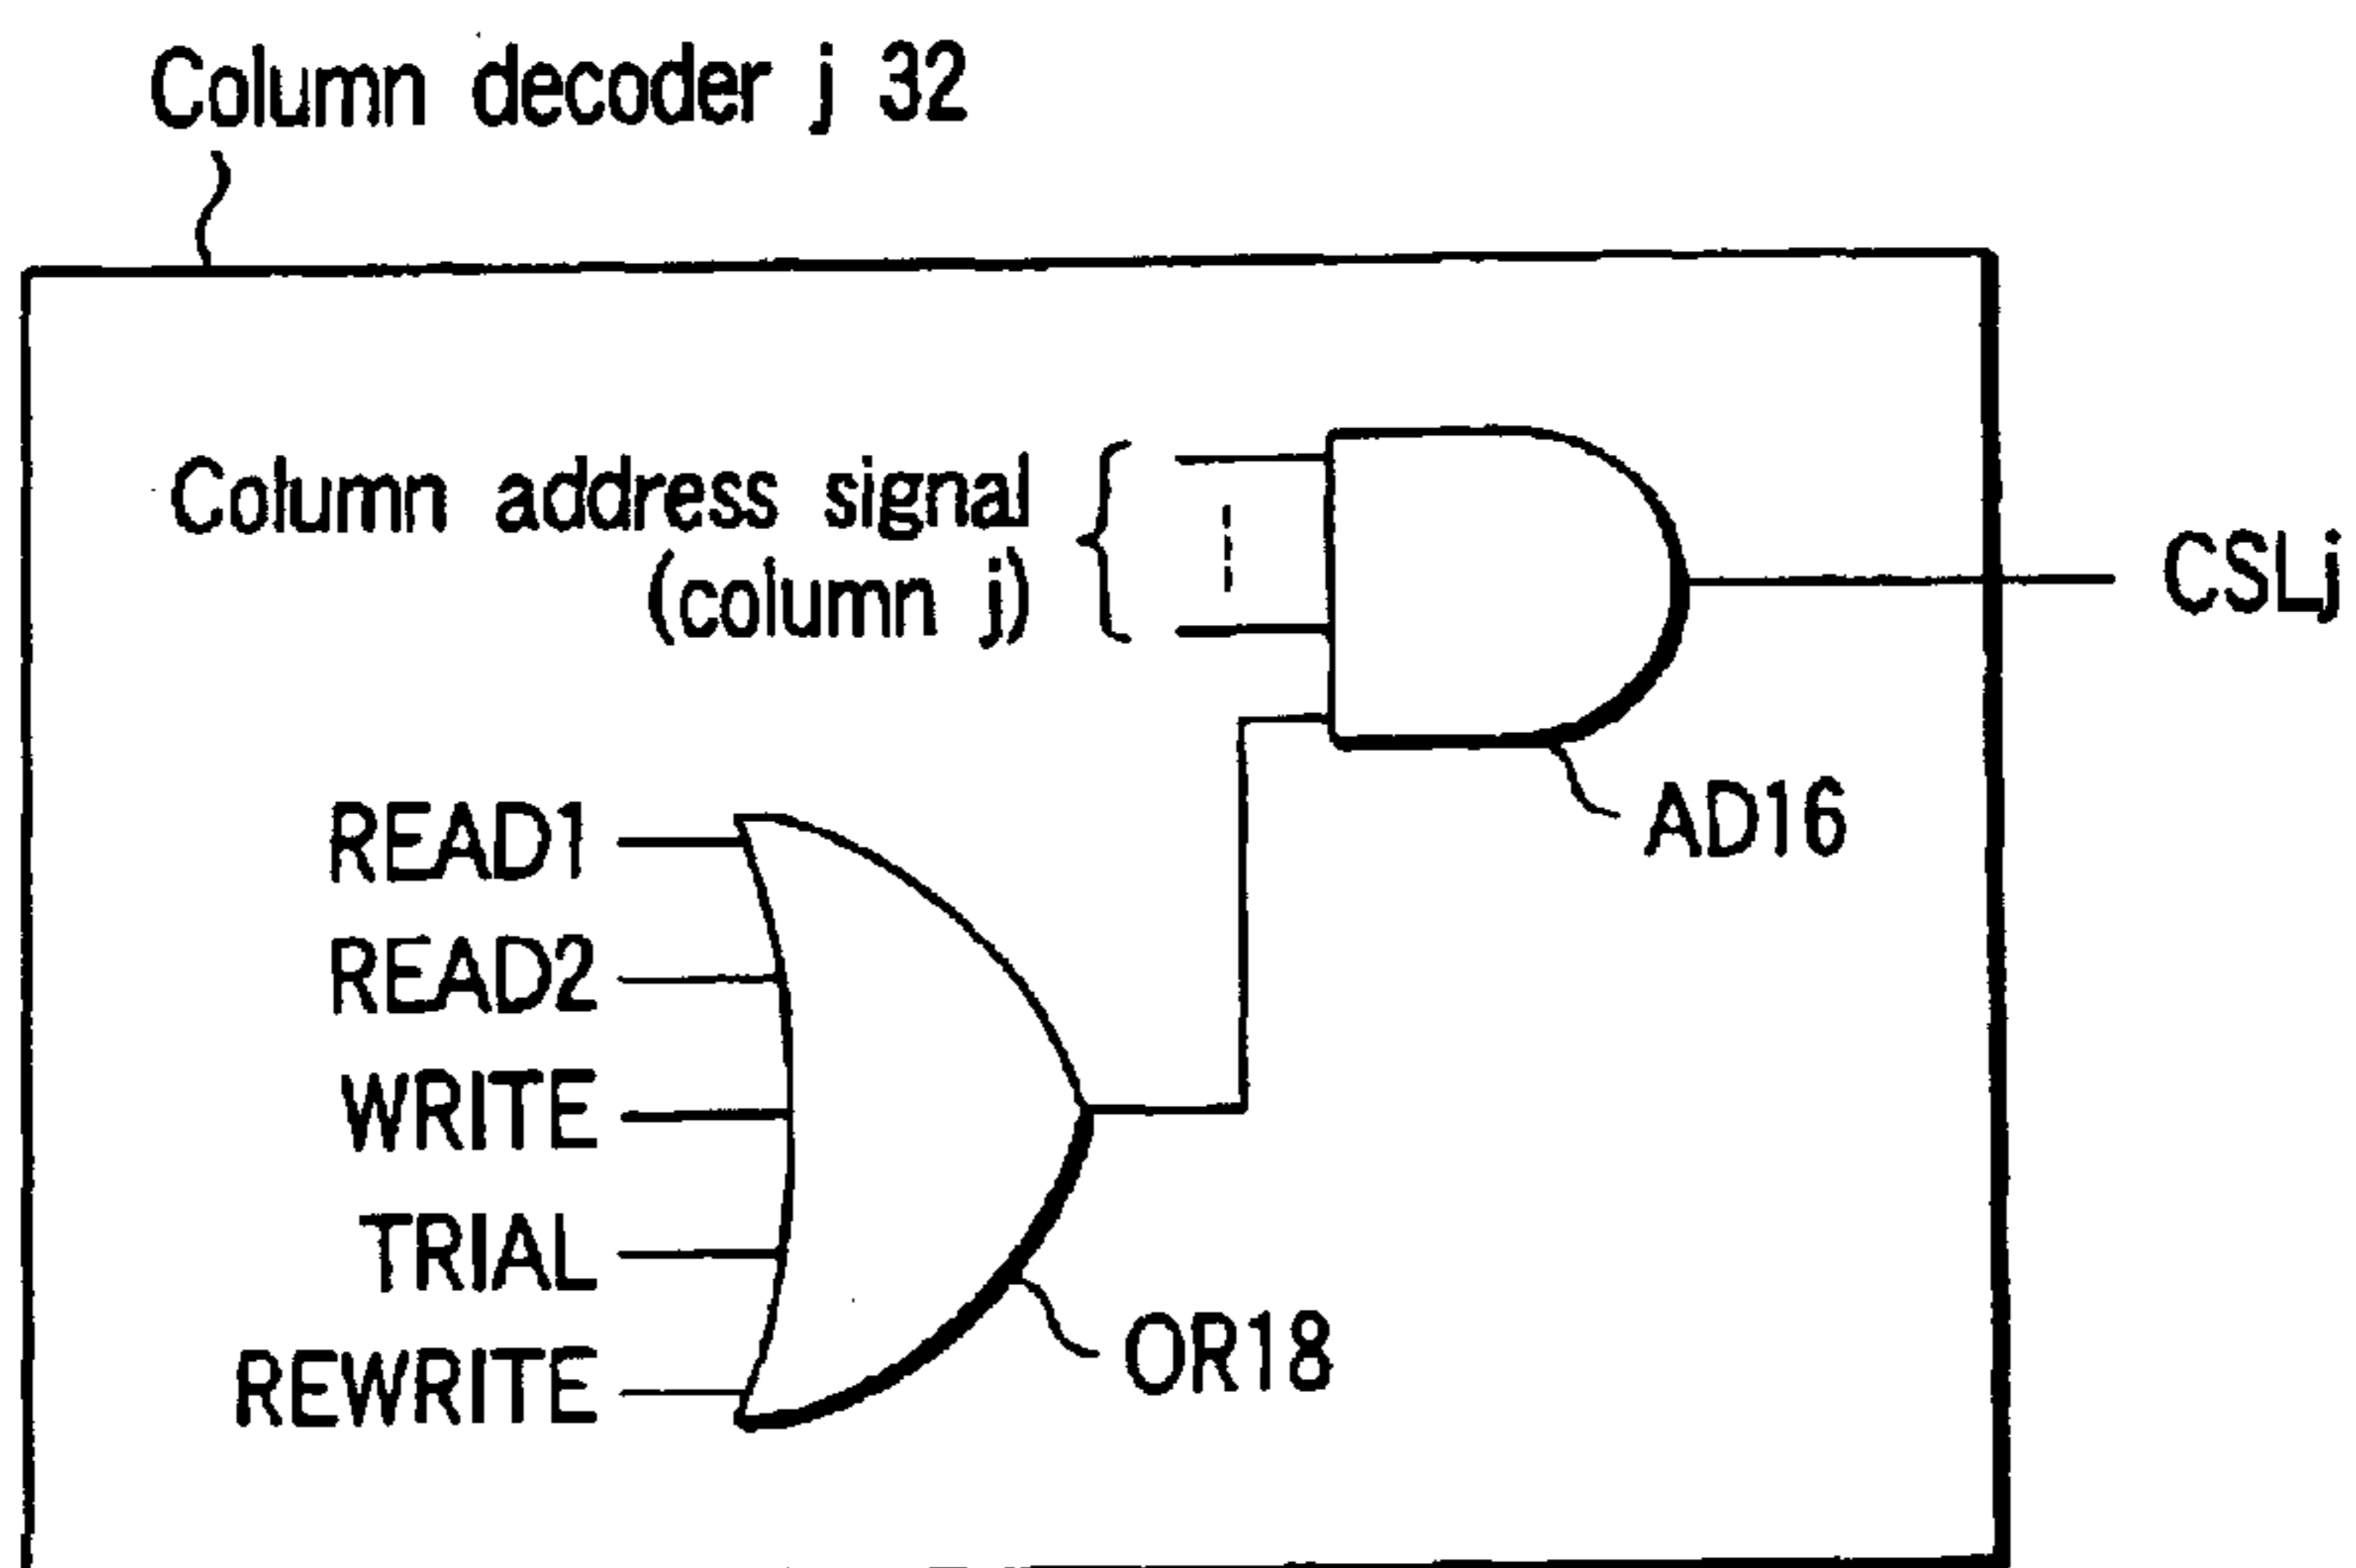 Column decoder j 32
Column address signal
(column j)
CSLj
AD16
READ1
READ2
WRITE
TRIAL
REWRITE
OR18